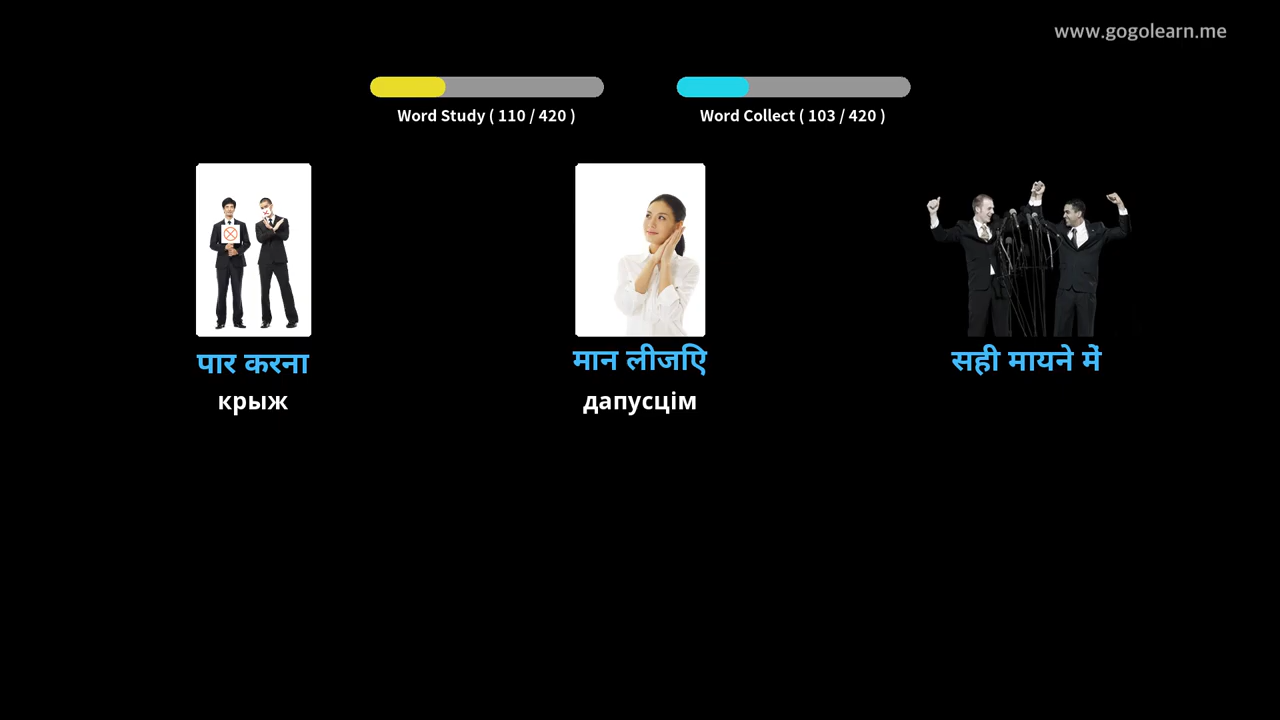 www.gogolearn.me
Word Study ( 110 / 420 )
Word Collect ( 103 / 420 )
पार करना
मान लीजिए
सही मायने में
крыж
дапусцім